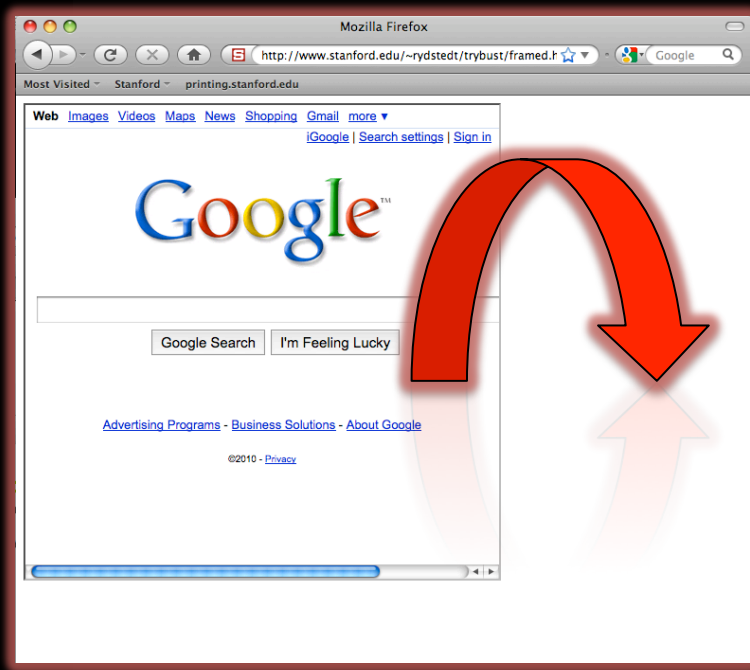 Mozilla Firefox
http://www.stanford.edu/~rydstedt/trybust/framed.h
Google
Most Visited Stanford printing.stanford.edu
Web Images Videos Maps News Shopping Gmail more ▼
iGoogle | Search settings | Sign in
Google™
Google Search I'm Feeling Lucky
Advertising Programs - Business Solutions - About Google
©2010 - Privacy